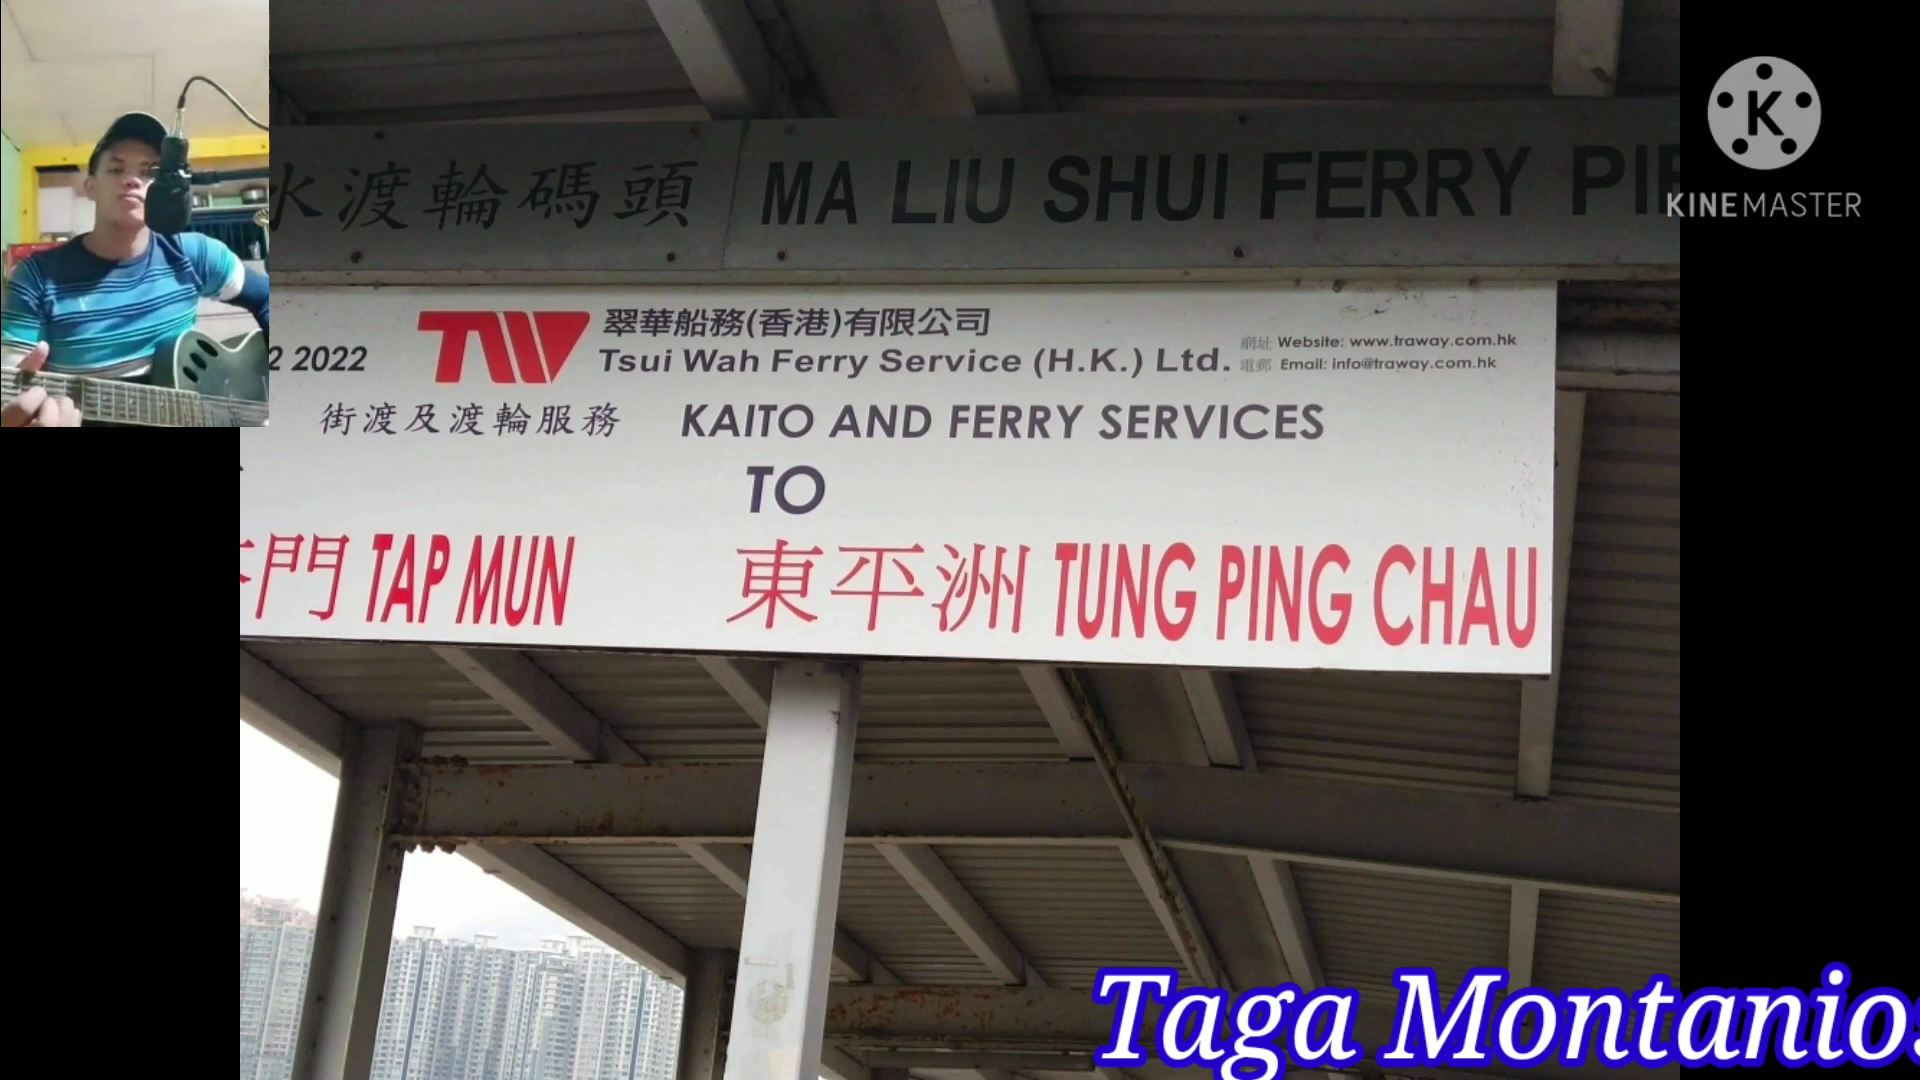 水渡輪碼頭 MA LIU SHUI FERRY
K
KINEMASTER
TW
翠華船務(香港)有限公司
Tsui Wah Ferry Service (H.K.) Ltd.
網址 Website: www.traway.com.hk
電郵 Email: info@traway.com.hk
2 2022
街渡及渡輪服務 KAITO AND FERRY SERVICES
TO
門 TAP MUN 東平洲 TUNG PING CHAU
Taga Montanios